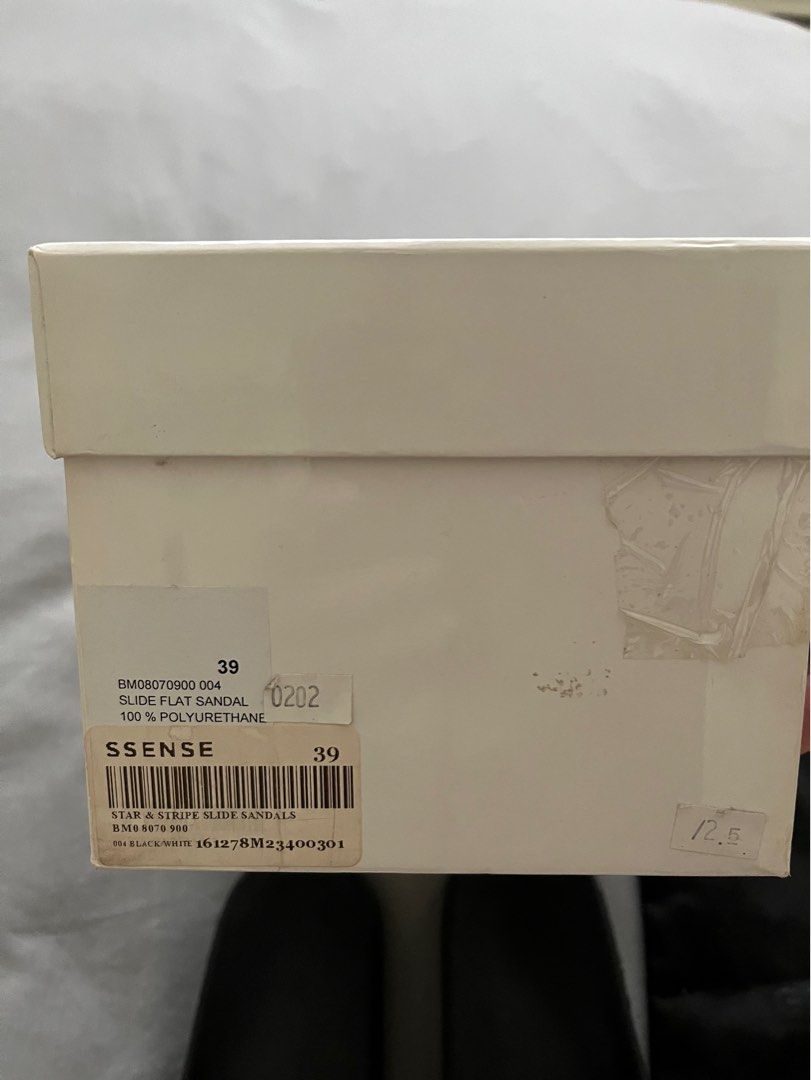 39
BM08070900 004
SLIDE FLAT SANDAL
100 % POLYURETHANE
0202
SSENSE 39
STAR & STRIPE SLIDE SANDALS
BM0 8070 900
004 BLACK/WHITE 161278M23400301
12.5